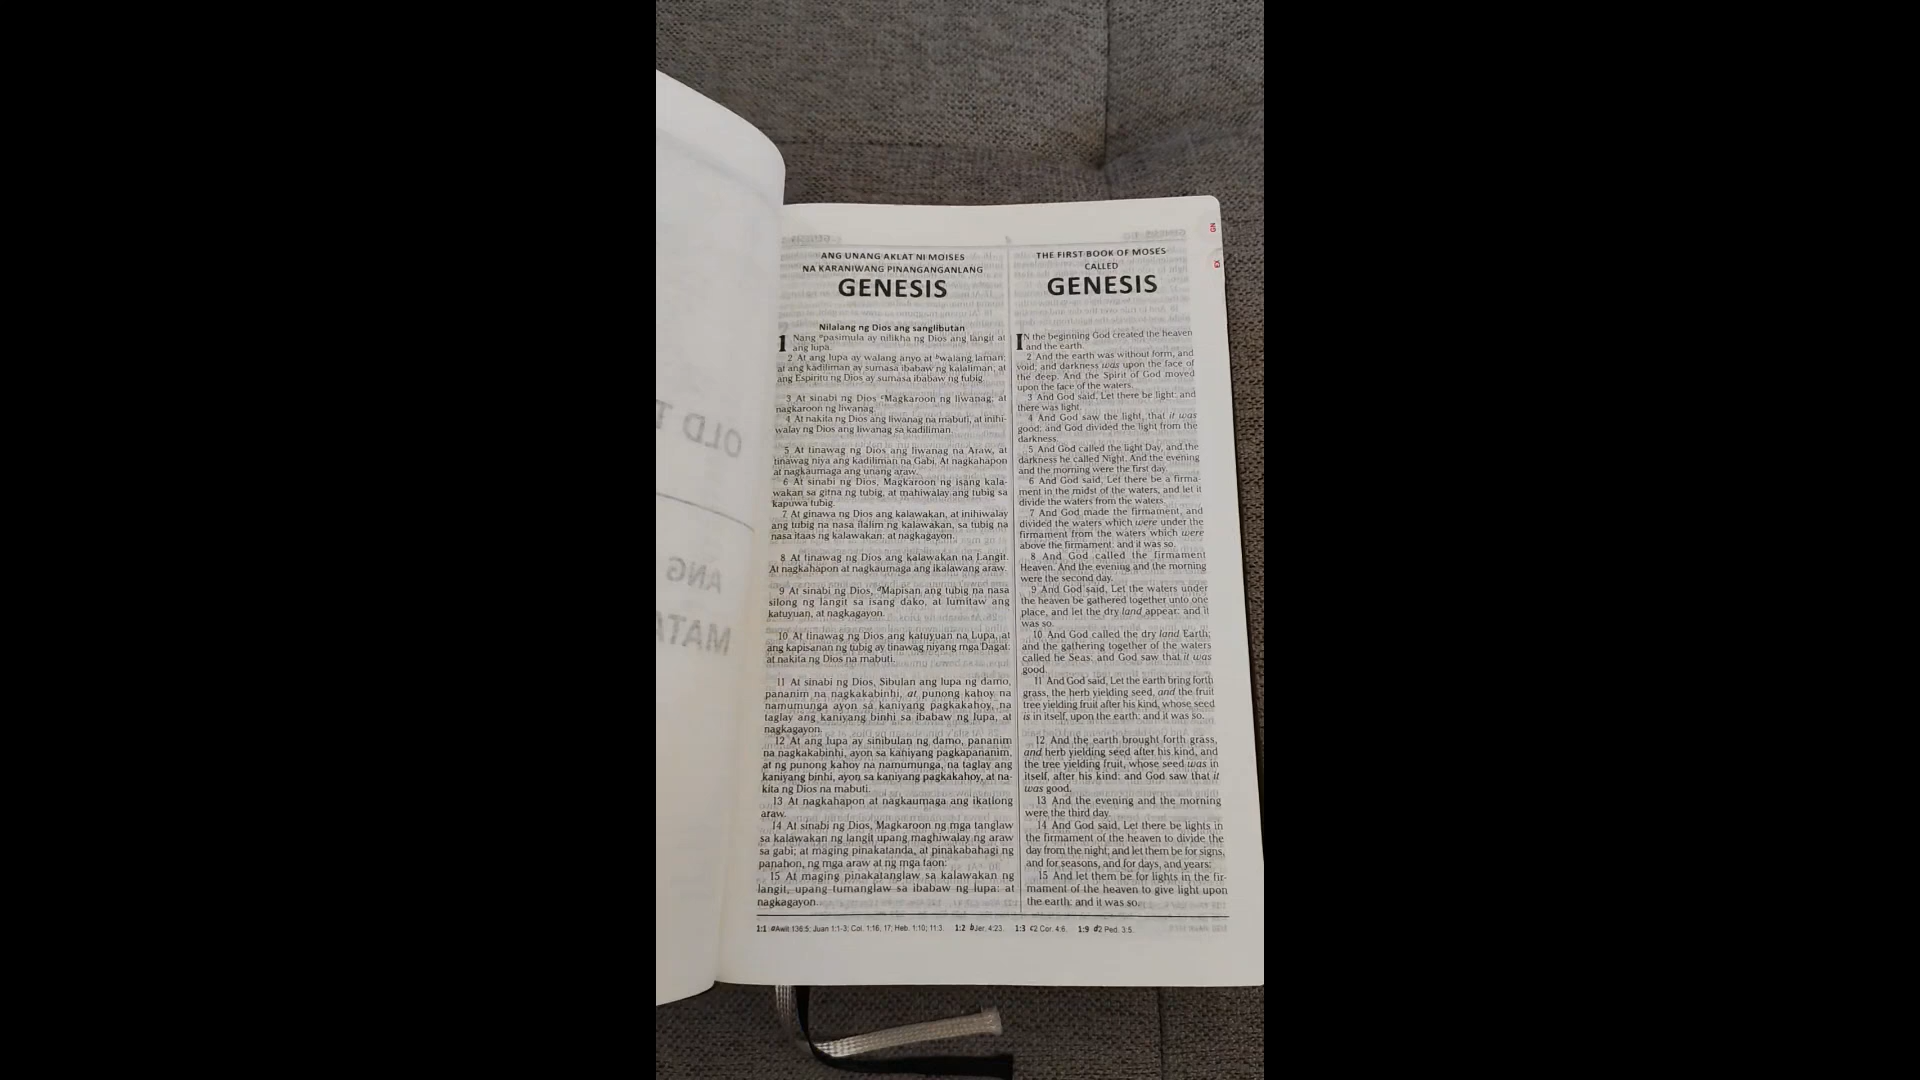 OLD T
ANG
MATA
ANG UNANG AKLAT NI MOISES
NA KARANIWANG PINANGANGANLANG
GENESIS
Nilalang ng Dios ang sanglibutan
1 Nang ᵃpasimula ay nilikha ng Dios ang langit at
ang lupa.
2 At ang lupa ay walang anyo at ᵇwalang laman;
at ang kadiliman ay sumasa ibabaw ng kalaliman; at
ang Espiritu ng Dios ay sumasa ibabaw ng tubig.
3 At sinabi ng Dios ᶜMagkaroon ng liwanag; at
nagkaroon ng liwanag.
4 At nakita ng Dios ang liwanag na mabuti, at inihi-
walay ng Dios ang liwanag sa kadiliman.
5 At tinawag ng Dios ang liwanag na Araw, at
tinawag niya ang kadiliman na Gabi. At nagkahapon
at nagkaumaga ang unang araw.
6 At sinabi ng Dios, Magkaroon ng isang kala-
wakan sa gitna ng tubig, at mahiwalay ang tubig sa
kapuwa tubig.
7 At ginawa ng Dios ang kalawakan, at inihiwalay
ang tubig na nasa ilalim ng kalawakan, sa tubig na
nasa itaas ng kalawakan: at nagkagayon.
8 At tinawag ng Dios ang kalawakan na Langit.
At nagkahapon at nagkaumaga ang ikalawang araw.
9 At sinabi ng Dios, ᵈMapisan ang tubig na nasa
silong ng langit sa isang dako, at lumitaw ang
katuyuan, at nagkagayon.
10 At tinawag ng Dios ang katuyuan na Lupa, at
ang kapisanan ng tubig ay tinawag niyang mga Dagat:
at nakita ng Dios na mabuti.
11 At sinabi ng Dios, Sibulan ang lupa ng damo,
pananim na nagkakabinhi, at punong kahoy na
namumunga ayon sa kaniyang pagkakahoy, na
taglay ang kaniyang binhi sa ibabaw ng lupa, at
nagkagayon.
12 At ang lupa ay sinibulan ng damo, pananim
na nagkakabinhi, ayon sa kaniyang pagkapananim,
at ng punong kahoy na namumunga, na taglay ang
kaniyang binhi, ayon sa kaniyang pagkakahoy, at na-
kita ng Dios na mabuti.
13 At nagkahapon at nagkaumaga ang ikatlong
araw.
14 At sinabi ng Dios, Magkaroon ng mga tanglaw
sa kalawakan ng langit upang maghiwalay ng araw
sa gabi; at maging pinakatanda, at pinakabahagi ng
panahon, ng mga araw at ng mga taon:
15 At maging pinakatanglaw sa kalawakan ng
langit, upang tumanglaw sa ibabaw ng lupa: at
nagkagayon.
THE FIRST BOOK OF MOSES
CALLED
GENESIS
IN the beginning God created the heaven
and the earth.
2 And the earth was without form, and
void; and darkness was upon the face of
the deep. And the Spirit of God moved
upon the face of the waters.
3 And God said, Let there be light: and
there was light.
4 And God saw the light, that it was
good: and God divided the light from the
darkness.
5 And God called the light Day, and the
darkness he called Night. And the evening
and the morning were the first day.
6 And God said, Let there be a firma-
ment in the midst of the waters, and let it
divide the waters from the waters.
7 And God made the firmament, and
divided the waters which were under the
firmament from the waters which were
above the firmament: and it was so.
8 And God called the firmament
Heaven. And the evening and the morning
were the second day.
9 And God said, Let the waters under
the heaven be gathered together unto one
place, and let the dry land appear: and it
was so.
10 And God called the dry land Earth;
and the gathering together of the waters
called he Seas: and God saw that it was
good.
11 And God said, Let the earth bring forth
grass, the herb yielding seed, and the fruit
tree yielding fruit after his kind, whose seed
is in itself, upon the earth: and it was so.
12 And the earth brought forth grass,
and herb yielding seed after his kind, and
the tree yielding fruit, whose seed was in
itself, after his kind: and God saw that it
was good.
13 And the evening and the morning
were the third day.
14 And God said, Let there be lights in
the firmament of the heaven to divide the
day from the night; and let them be for signs,
and for seasons, and for days, and years:
15 And let them be for lights in the fir-
mament of the heaven to give light upon
the earth: and it was so.
1:1 aAwit 136:5; Juan 1:1-3; Col. 1:16, 17; Heb. 1:10; 11:3. 1:2 bJer. 4:23. 1:3 c2 Cor. 4:6. 1:9 d2 Ped. 3:5.
GN
EX